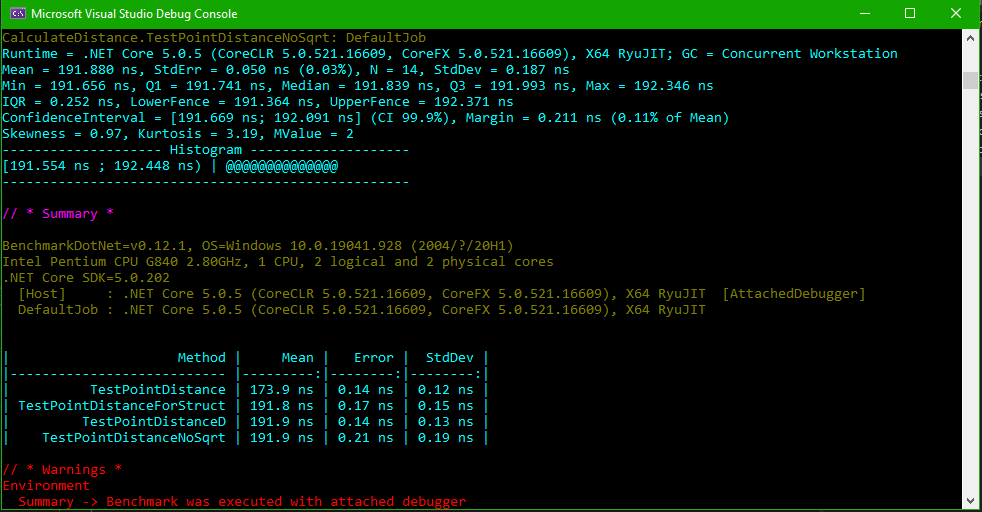 Microsoft Visual Studio Debug Console
CalculateDistance.TestPointDistanceNoSqrt: DefaultJob
Runtime = .NET Core 5.0.5 (CoreCLR 5.0.521.16609, CoreFX 5.0.521.16609), X64 RyuJIT; GC = Concurrent Workstation
Mean = 191.880 ns, StdErr = 0.050 ns (0.03%), N = 14, StdDev = 0.187 ns
Min = 191.656 ns, Q1 = 191.741 ns, Median = 191.839 ns, Q3 = 191.993 ns, Max = 192.346 ns
IQR = 0.252 ns, LowerFence = 191.364 ns, UpperFence = 192.371 ns
ConfidenceInterval = [191.669 ns; 192.091 ns] (CI 99.9%), Margin = 0.211 ns (0.11% of Mean)
Skewness = 0.97, Kurtosis = 3.19, MValue = 2
-------------------- Histogram --------------------
[191.554 ns ; 192.448 ns) | @@@@@@@@@@@@@@
---------------------------------------------------
// * Summary *
BenchmarkDotNet=v0.12.1, OS=Windows 10.0.19041.928 (2004/?/20H1)
Intel Pentium CPU G840 2.80GHz, 1 CPU, 2 logical and 2 physical cores
.NET Core SDK=5.0.202
  [Host]     : .NET Core 5.0.5 (CoreCLR 5.0.521.16609, CoreFX 5.0.521.16609), X64 RyuJIT  [AttachedDebugger]
  DefaultJob : .NET Core 5.0.5 (CoreCLR 5.0.521.16609, CoreFX 5.0.521.16609), X64 RyuJIT
|                     Method |     Mean |   Error |  StdDev |
|--------------------------- |---------:|--------:|--------:|
|          TestPointDistance | 173.9 ns | 0.14 ns | 0.12 ns |
| TestPointDistanceForStruct | 191.8 ns | 0.17 ns | 0.15 ns |
|         TestPointDistanceD | 191.9 ns | 0.14 ns | 0.13 ns |
|    TestPointDistanceNoSqrt | 191.9 ns | 0.21 ns | 0.19 ns |
// * Warnings *
Environment
  Summary -> Benchmark was executed with attached debugger